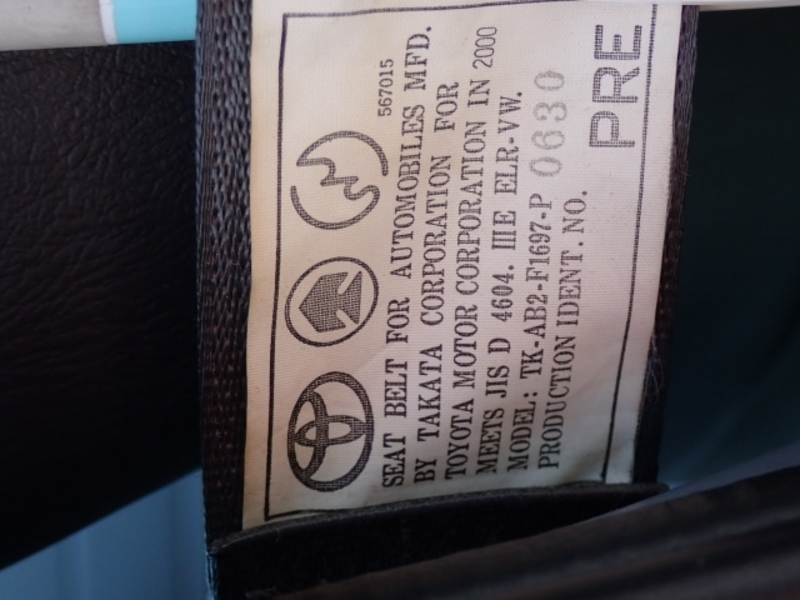 567015
SEAT BELT FOR AUTOMOBILES MFD.
BY TAKATA CORPORATION FOR
TOYOTA MOTOR CORPORATION IN 2000
MEETS JIS D 4604. IIIE ELR-VW.
MODEL: TK-AB2-F1697-P 0630
PRODUCTION IDENT. NO.
PRE